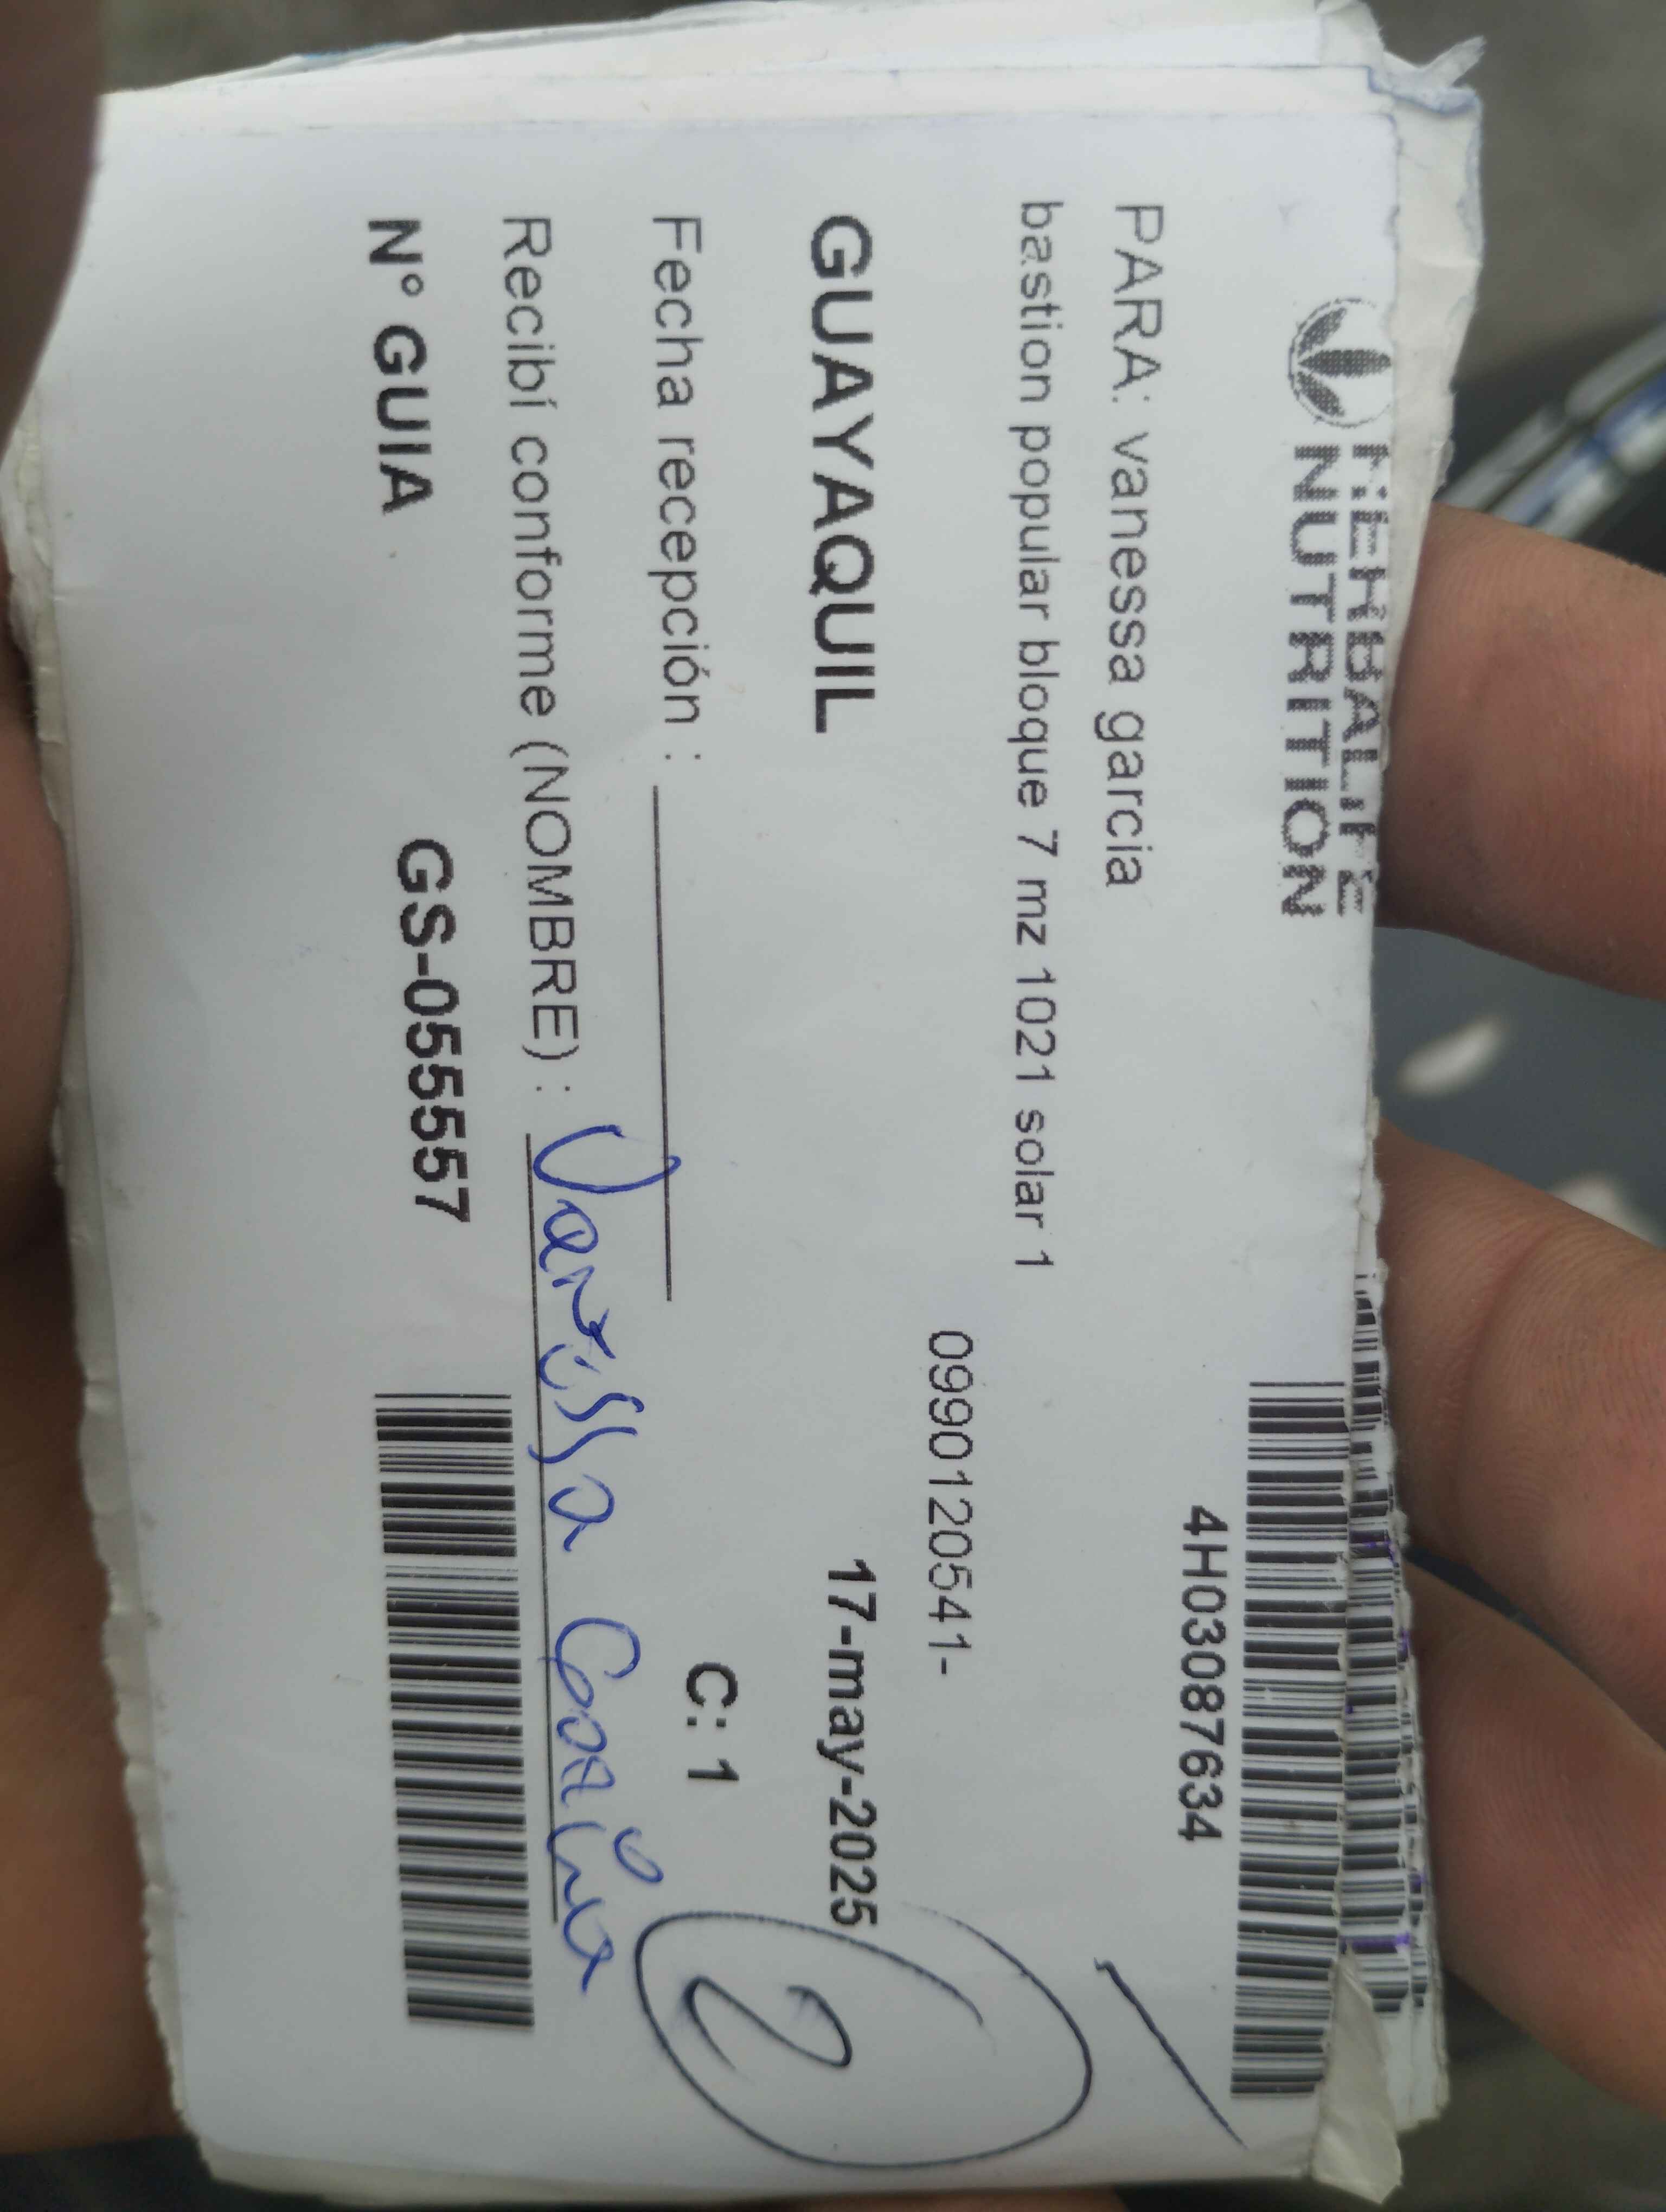 HERBALIFE
NUTRITION
4H03087634
PARA: vanessa garcia
bastion popular bloque 7 mz 1021 solar 1
0990120541-
GUAYAQUIL 17-may-2025
Fecha recepción : C: 1
2
Recibí conforme (NOMBRE) : Vanessa
N° GUIA GS-055557